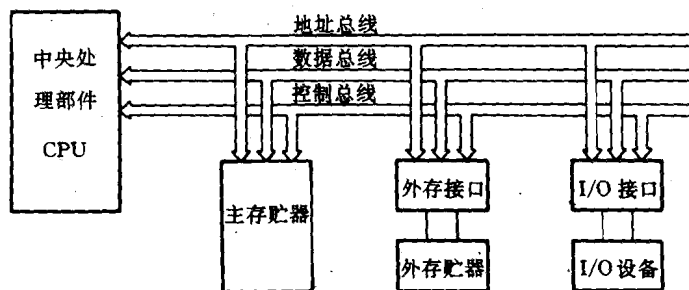 地址总线
数据总线
控制总线
中央处
理部件
CPU
主存贮器
外存接口
I/O 接口
外存贮器
I/O 设备